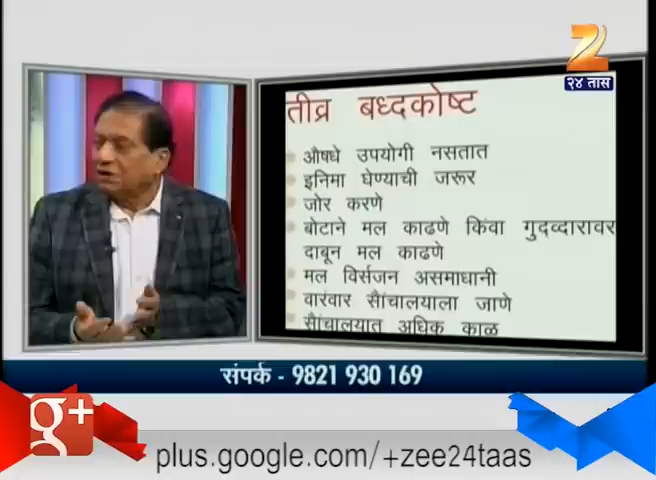 २४ तास
तीव्र बध्दकोष्ट
औषधे उपयोगी नसतात
इनिमा घेण्याची जरूर
जोर करणे
बोटाने मल काढणे किंवा गुदव्दारावर
दाबून मल काढणे
मल विर्सजन असमाधानी
वारंवार सौंचालयाला जाणे
सौंचालयात अधिक काळ
संपर्क - 9821 930 169
g+
plus.google.com/+zee24taas